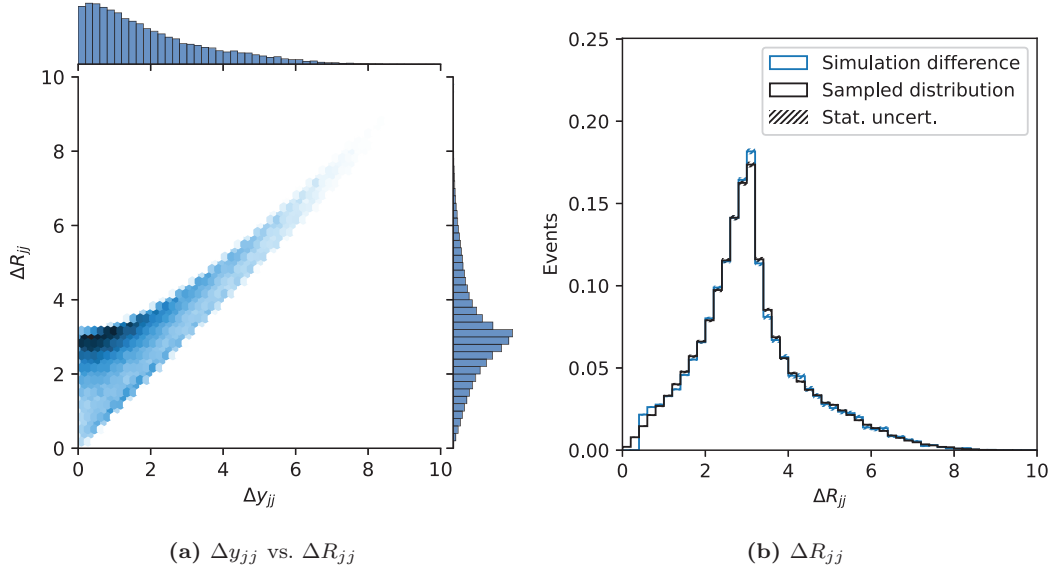 10
8
6
4
2
0
ΔR_jj
0 2 4 6 8 10
Δy_jj
(a) Δy_jj vs. ΔR_jj
0.25
0.20
0.15
0.10
0.05
0.00
Events
Simulation difference
Sampled distribution
Stat. uncert.
0 2 4 6 8 10
ΔR_jj
(b) ΔR_jj